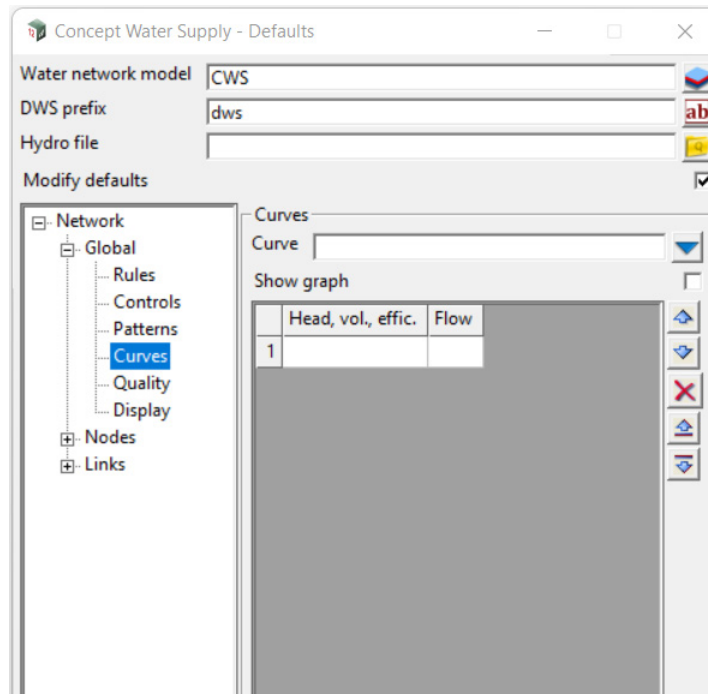 Concept Water Supply - Defaults
Water network model CWS
DWS prefix dws ab
Hydro file
Modify defaults
Network
Global
Rules
Controls
Patterns
Curves
Quality
Display
Nodes
Links
Curves
Curve
Show graph
Head, vol., effic. Flow
1